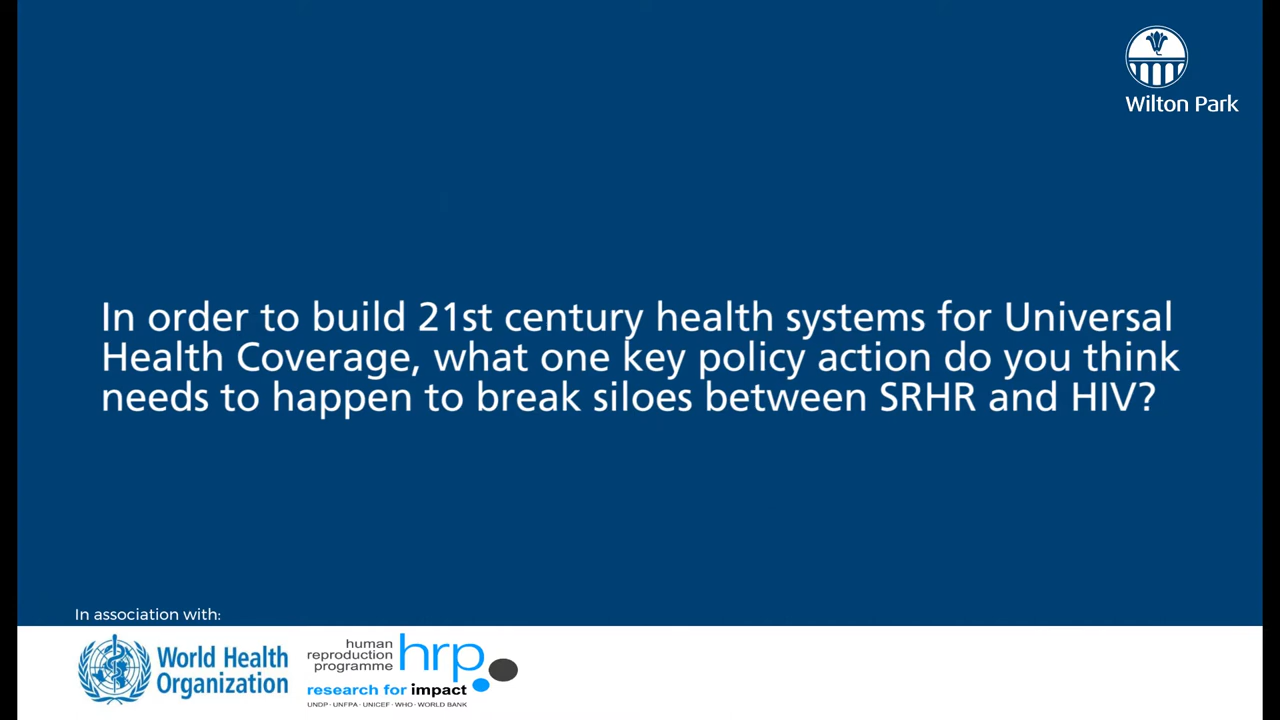 Wilton Park
In order to build 21st century health systems for Universal
Health Coverage, what one key policy action do you think
needs to happen to break siloes between SRHR and HIV?
In association with:
World Health
Organization
human
reproduction
programme
hrp
research for impact
UNDP · UNFPA · UNICEF · WHO · WORLD BANK